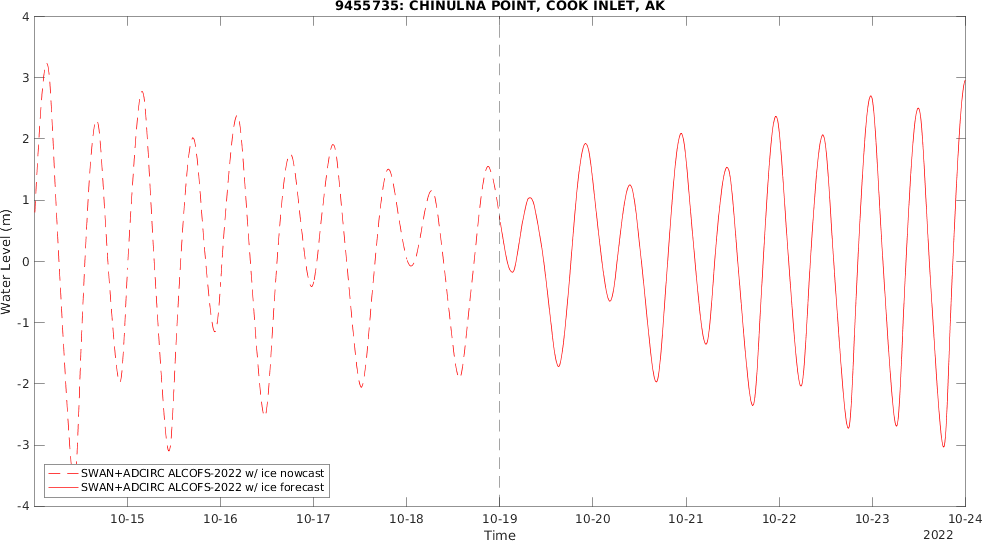 9455735: CHINULNA POINT, COOK INLET, AK
4
3
2
1
0
-1
-2
-3
-4
Water Level (m)
SWAN+ADCIRC ALCOFS-2022 w/ ice nowcast
SWAN+ADCIRC ALCOFS-2022 w/ ice forecast
10-15 10-16 10-17 10-18 10-19 10-20 10-21 10-22 10-23 10-24
Time
2022